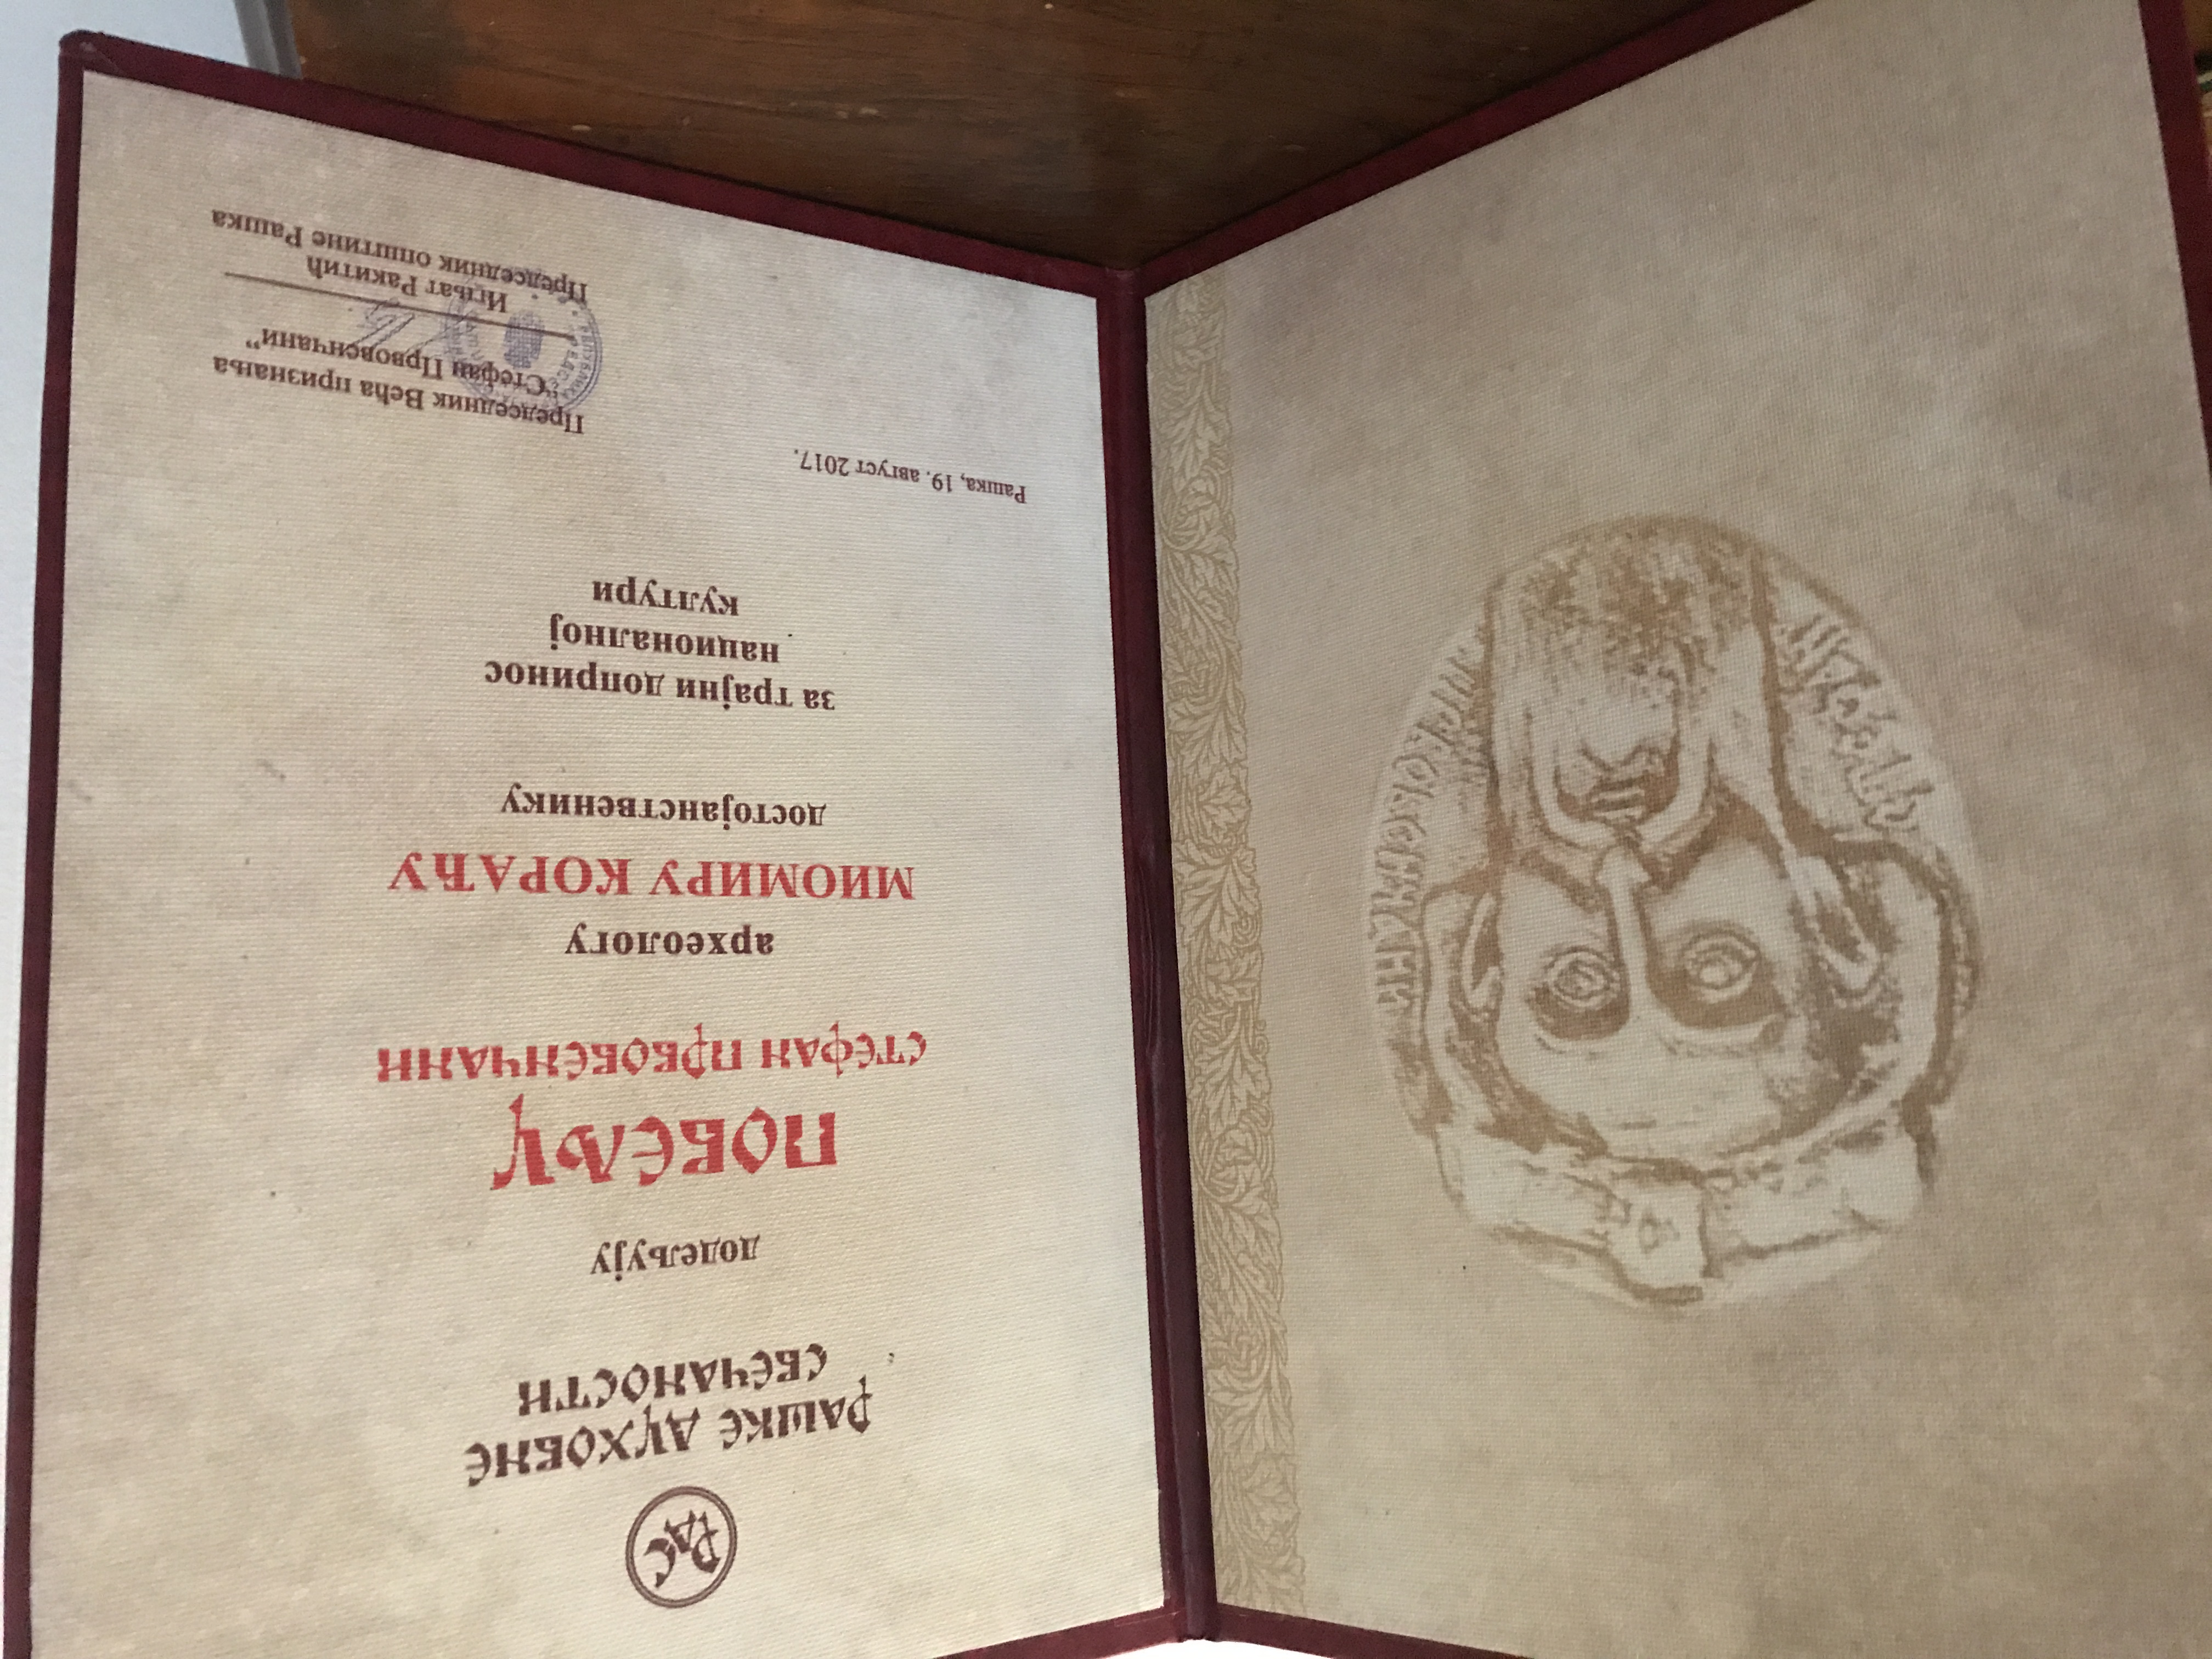 РАС
РАШКЕ ДУХОВНЕ
СВЕЧАНОСТИ
додељују
ПОВЕЉУ
СТЕФАН ПРВОВЕНЧАНИ
археологу
МИОМИРУ КОРАЋУ
достојанственику
за трајни допринос
националној
култури
Рашка, 19. август 2017.
Председник Већа признања
“Стефан Првовенчани”
Игњат Ракитић
Председник општине Рашка